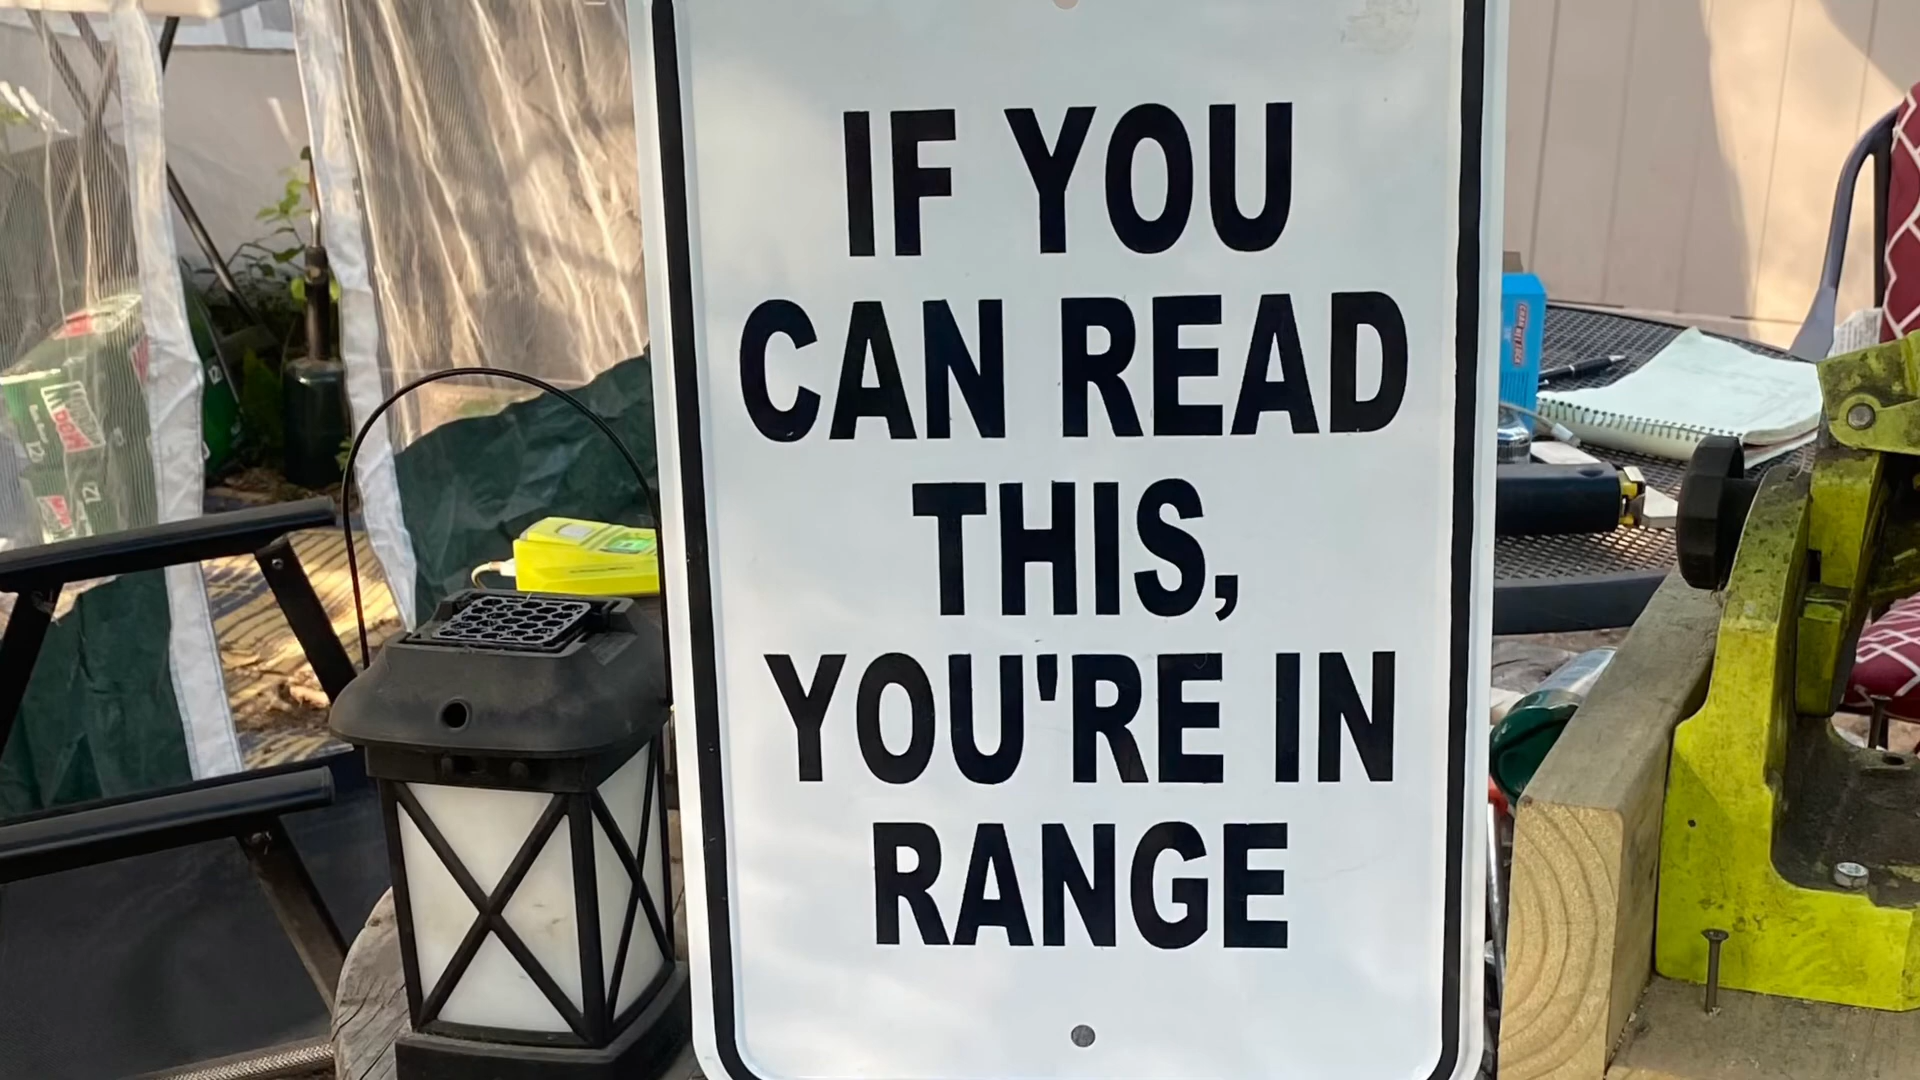 IF YOU
CAN READ
THIS,
YOU'RE IN
RANGE